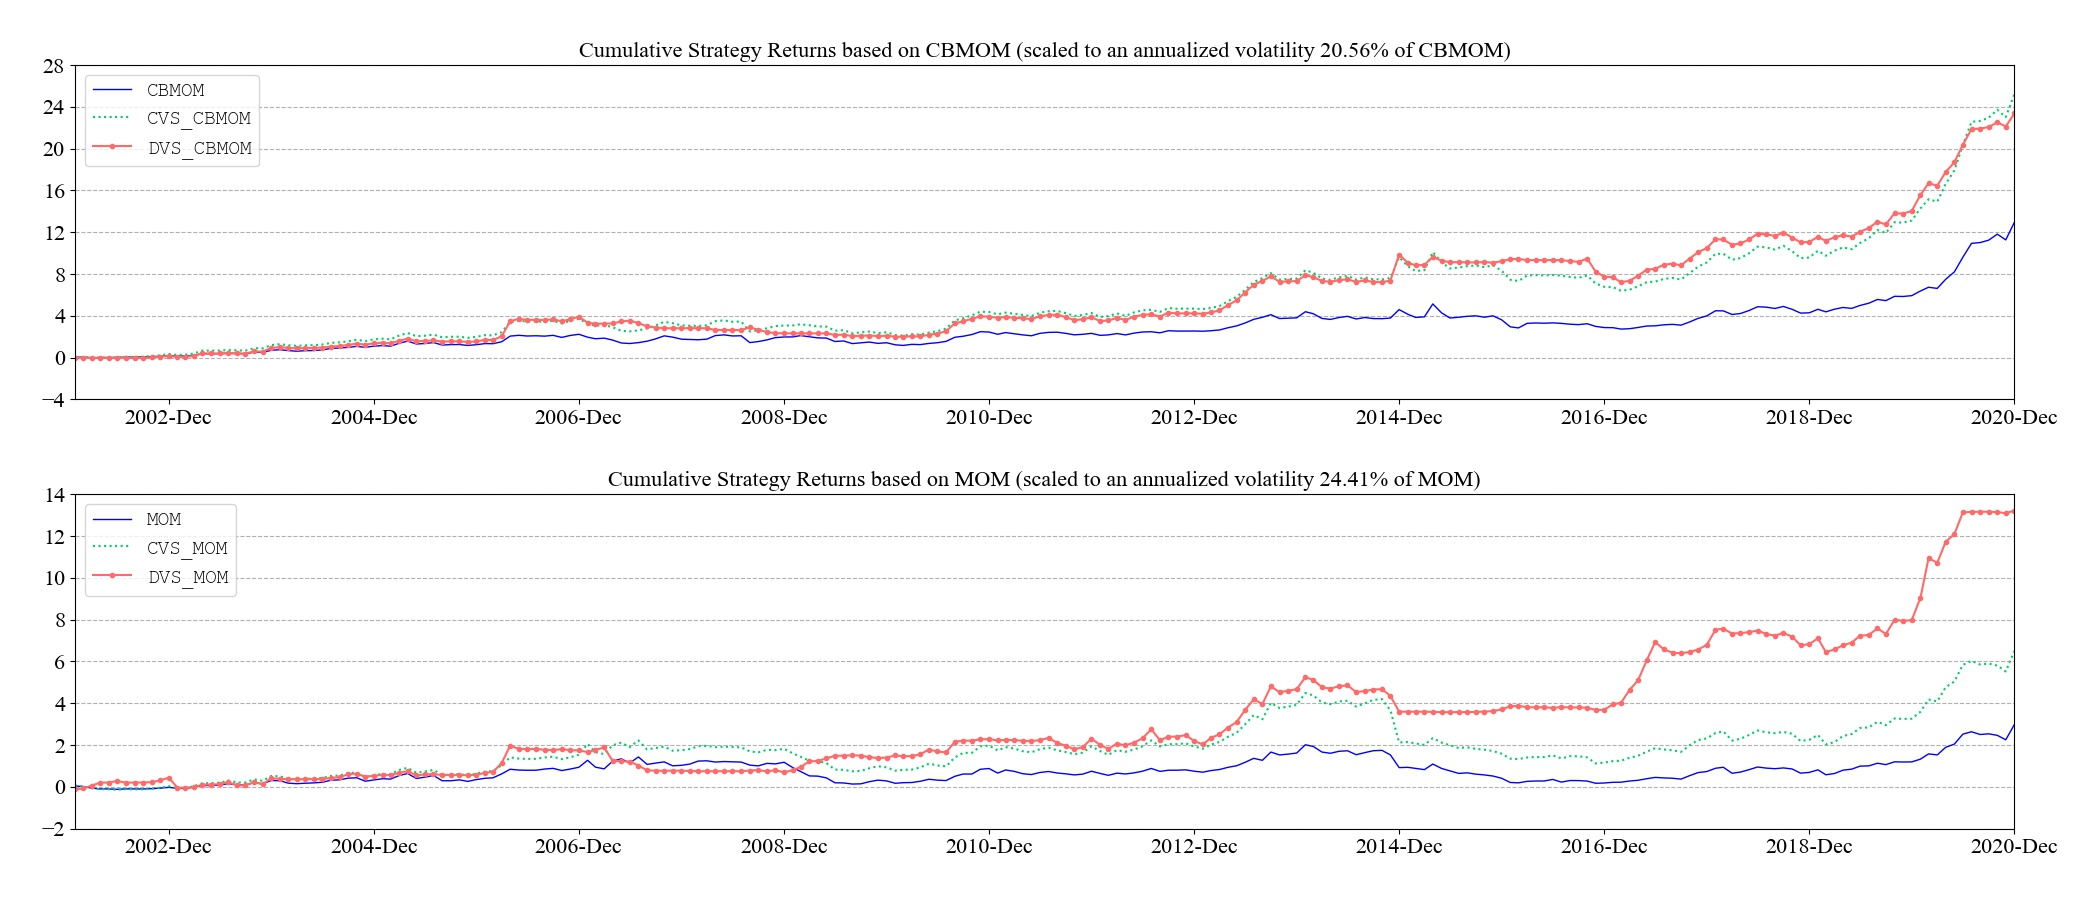 Cumulative Strategy Returns based on CBMOM (scaled to an annualized volatility 20.56% of CBMOM)
28
24
20
16
12
8
4
0
−4
CBMOM
CVS_CBMOM
DVS_CBMOM
2002-Dec 2004-Dec 2006-Dec 2008-Dec 2010-Dec 2012-Dec 2014-Dec 2016-Dec 2018-Dec 2020-Dec
Cumulative Strategy Returns based on MOM (scaled to an annualized volatility 24.41% of MOM)
14
12
10
8
6
4
2
0
−2
MOM
CVS_MOM
DVS_MOM
2002-Dec 2004-Dec 2006-Dec 2008-Dec 2010-Dec 2012-Dec 2014-Dec 2016-Dec 2018-Dec 2020-Dec